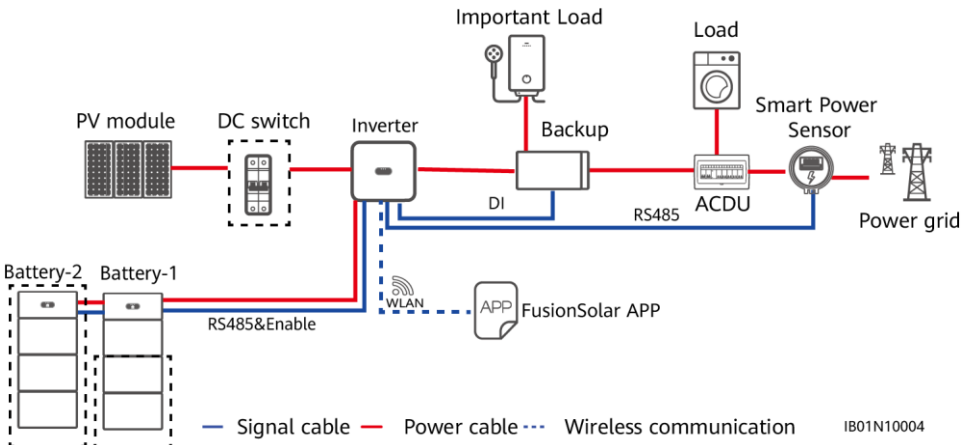 Important Load
Load
Smart Power
Sensor
PV module
DC switch
Inverter
Backup
DI
RS485
ACDU
Power grid
Battery-2
Battery-1
WLAN
APP
FusionSolar APP
RS485&Enable
Signal cable
Power cable
Wireless communication
IB01N10004